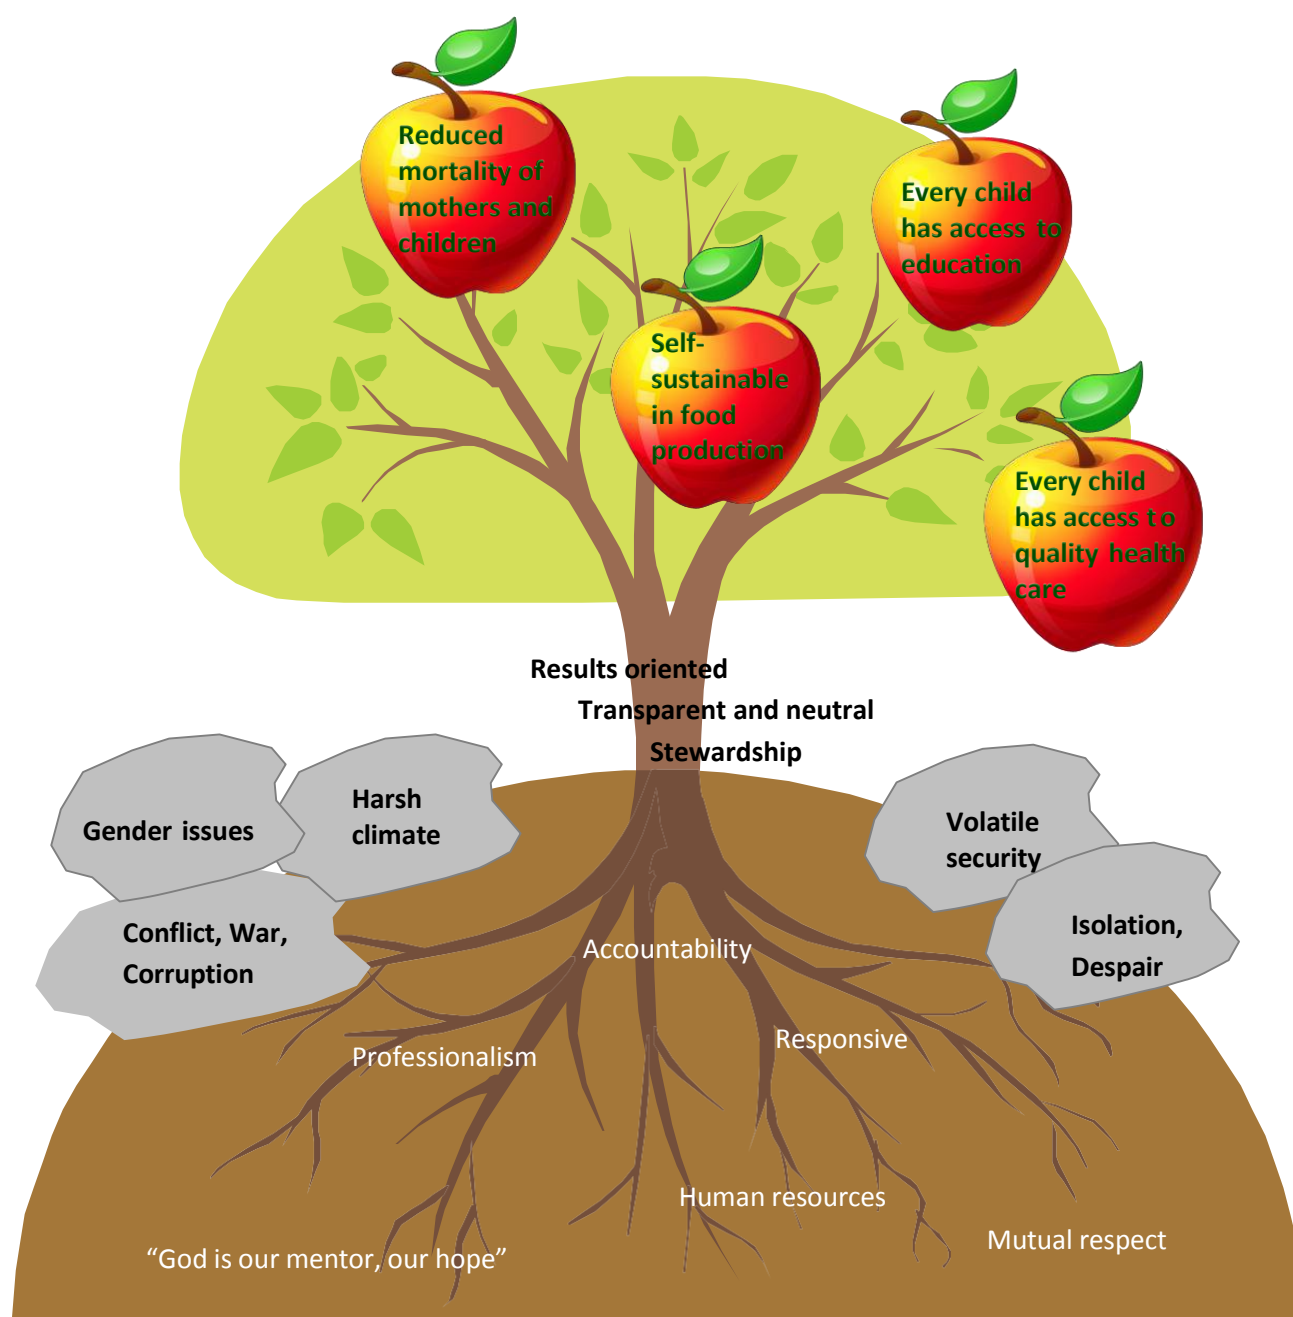 Reduced
mortality of
mothers and
children
Every child
has access to
education
Self-
sustainable
in food
production
Every child
has access to
quality health
care
Results oriented
Transparent and neutral
Stewardship
Gender issues
Harsh
climate
Volatile
security
Conflict, War,
Corruption
Isolation,
Despair
Accountability
Professionalism
Responsive
Human resources
Mutual respect
“God is our mentor, our hope”